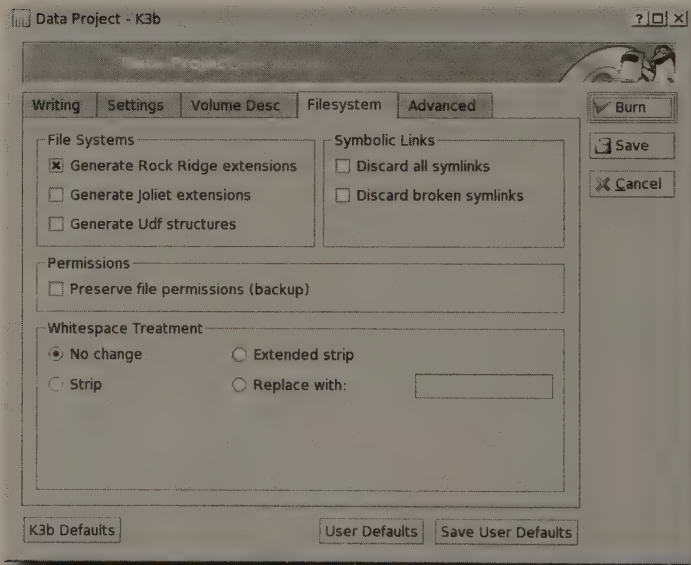 Data Project - K3b
Writing
Settings
Volume Desc
Filesystem
Advanced
Burn
Save
Cancel
File Systems
Generate Rock Ridge extensions
Generate Joliet extensions
Generate Udf structures
Symbolic Links
Discard all symlinks
Discard broken symlinks
Permissions
Preserve file permissions (backup)
Whitespace Treatment
No change
Extended strip
Strip
Replace with:
K3b Defaults
User Defaults
Save User Defaults